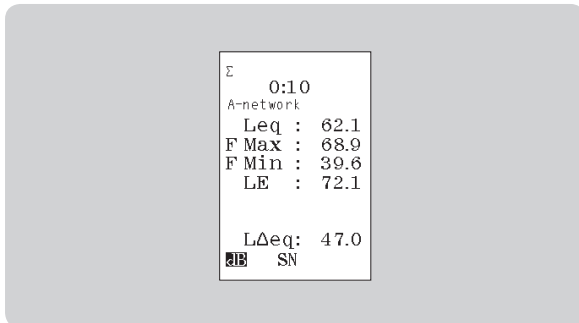 Σ
0:10
A-network
Leq : 62.1
F Max : 68.9
F Min : 39.6
LE : 72.1
LΔeq: 47.0
dB SN